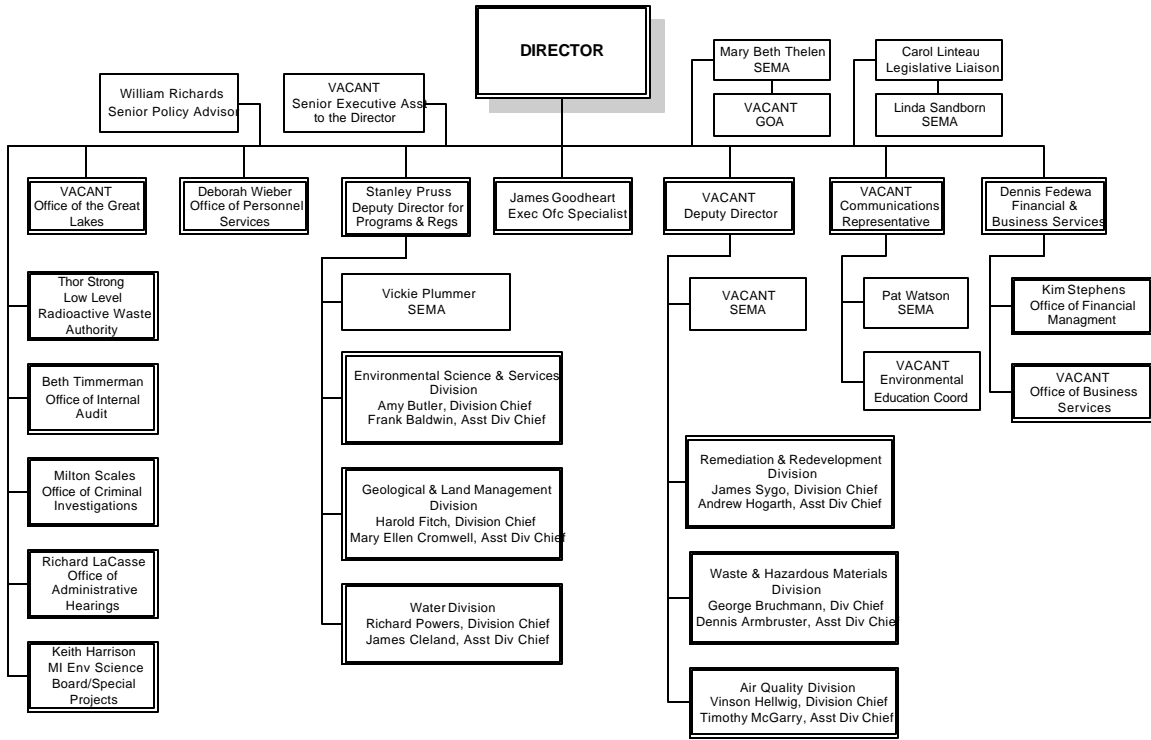 DIRECTOR
Mary Beth Thelen
SEMA
Carol Linteau
Legislative Liaison
William Richards
Senior Policy Advisor
VACANT
Senior Executive Asst
to the Director
VACANT
GOA
Linda Sandborn
SEMA
VACANT
Office of the Great
Lakes
Deborah Wieber
Office of Personnel
Services
Stanley Pruss
Deputy Director for
Programs & Regs
James Goodheart
Exec Ofc Specialist
VACANT
Deputy Director
VACANT
Communications
Representative
Dennis Fedewa
Financial &
Business Services
Thor Strong
Low Level
Radioactive Waste
Authority
Beth Timmerman
Office of Internal
Audit
Milton Scales
Office of Criminal
Investigations
Richard LaCasse
Office of
Administrative
Hearings
Keith Harrison
MI Env Science
Board/Special
Projects
Vickie Plummer
SEMA
Environmental Science & Services
Division
Amy Butler, Division Chief
Frank Baldwin, Asst Div Chief
Geological & Land Management
Division
Harold Fitch, Division Chief
Mary Ellen Cromwell, Asst Div Chief
Water Division
Richard Powers, Division Chief
James Cleland, Asst Div Chief
VACANT
SEMA
Remediation & Redevelopment
Division
James Sygo, Division Chief
Andrew Hogarth, Asst Div Chief
Waste & Hazardous Materials
Division
George Bruchmann, Div Chief
Dennis Armbruster, Asst Div Chief
Air Quality Division
Vinson Hellwig, Division Chief
Timothy McGarry, Asst Div Chief
Pat Watson
SEMA
VACANT
Environmental
Education Coord
Kim Stephens
Office of Financial
Managment
VACANT
Office of Business
Services